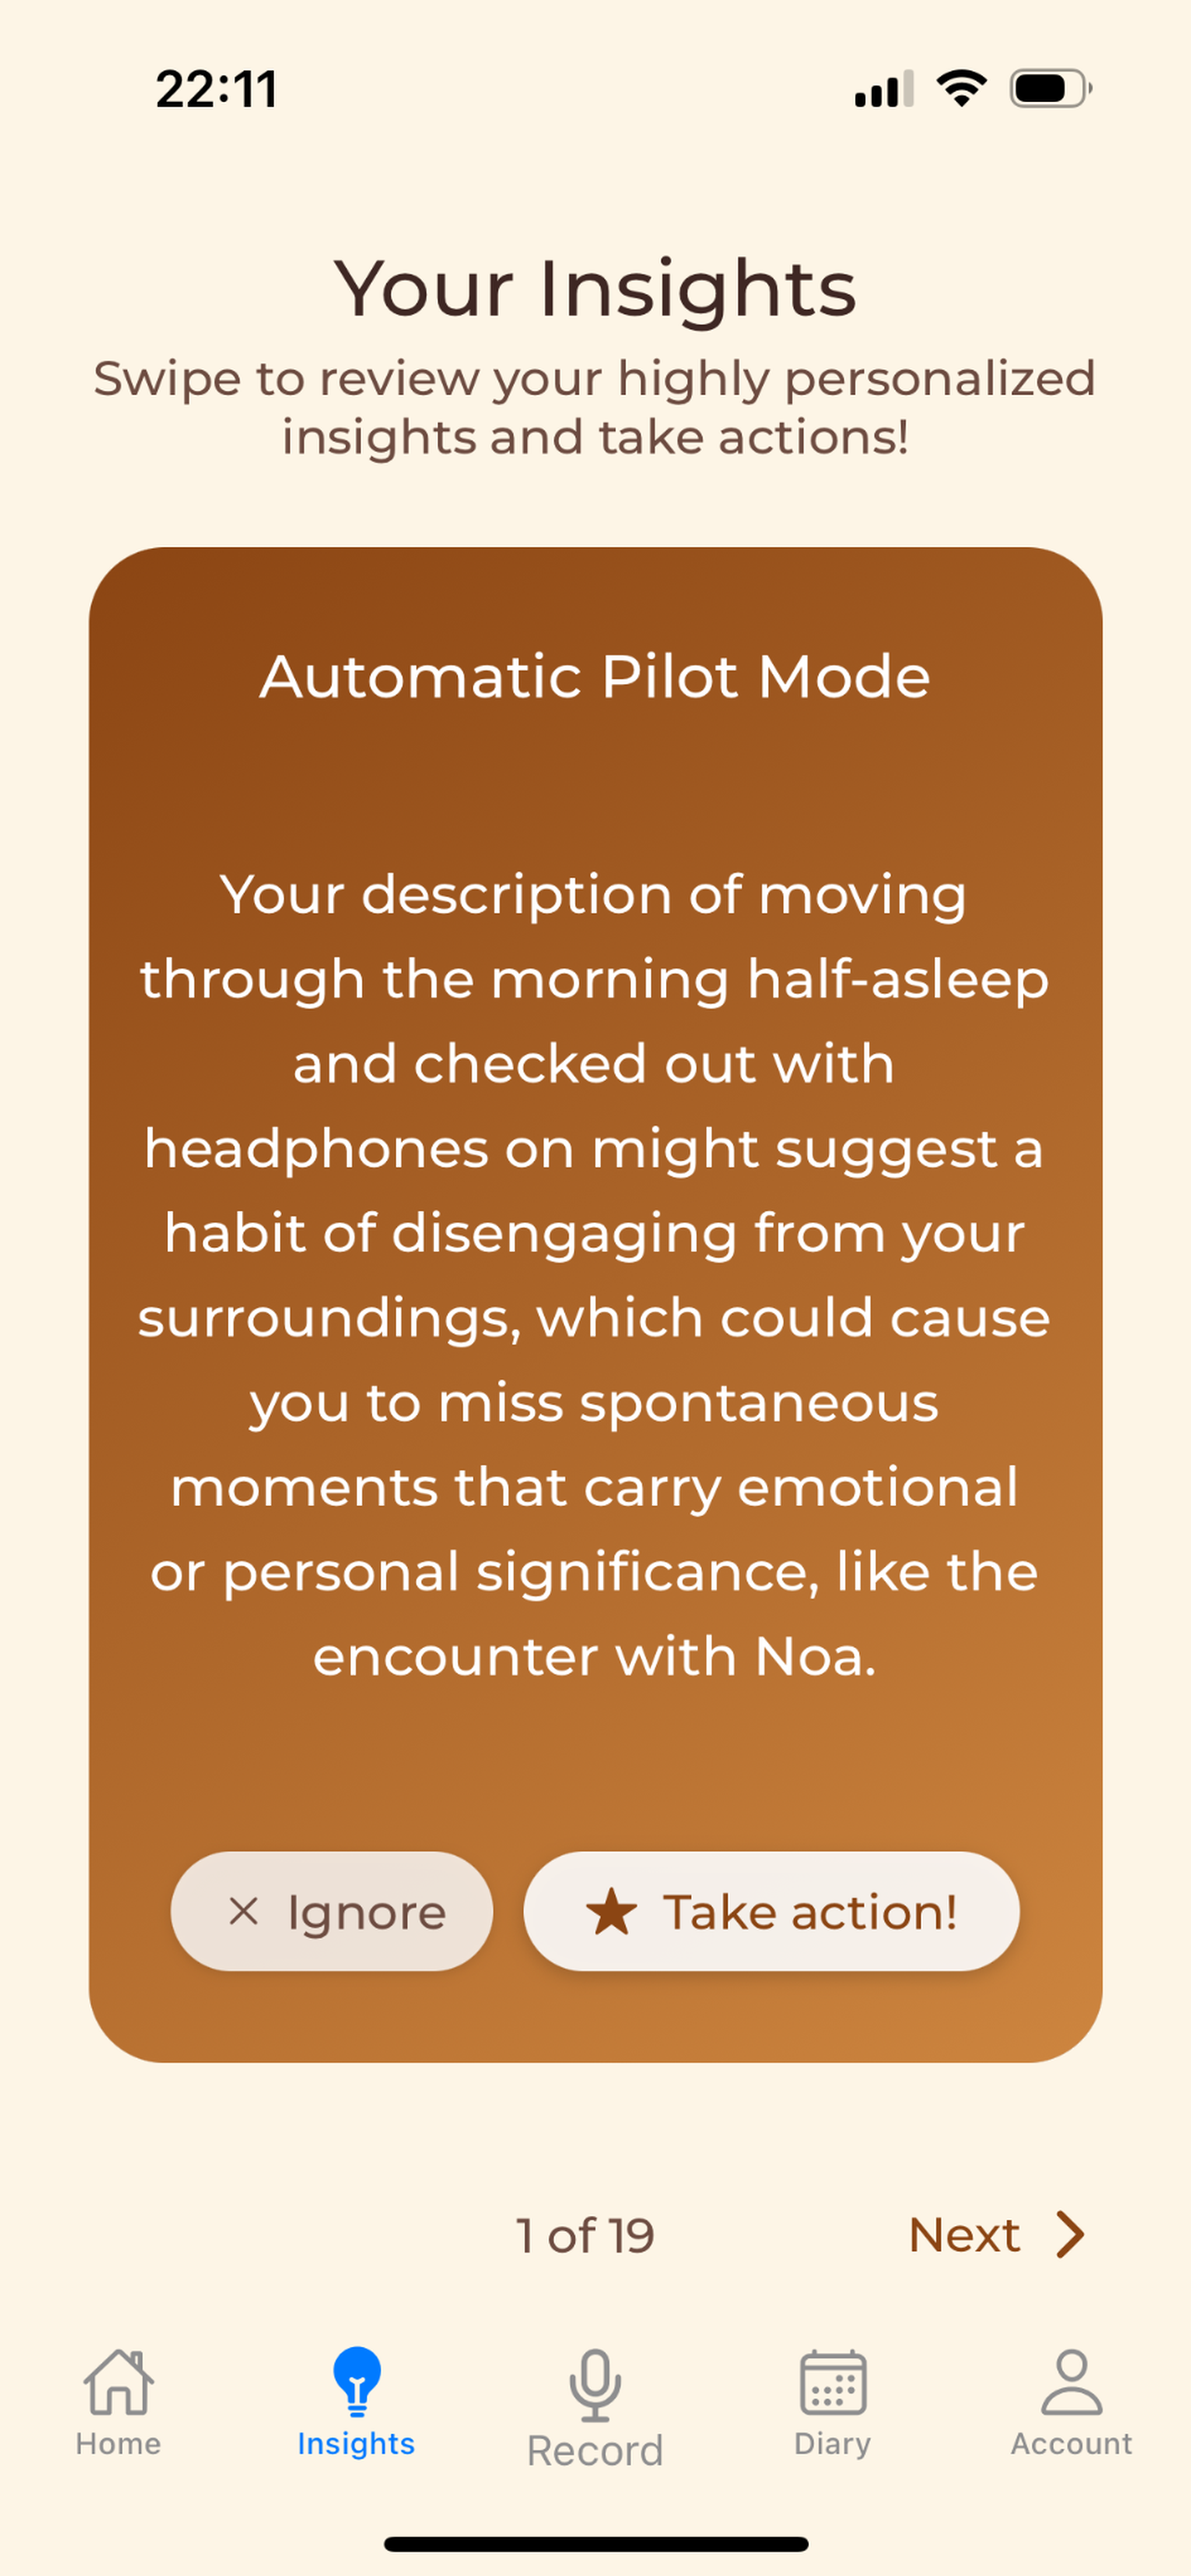 22:11
Your Insights
Swipe to review your highly personalized
insights and take actions!
Automatic Pilot Mode
Your description of moving
through the morning half-asleep
and checked out with
headphones on might suggest a
habit of disengaging from your
surroundings, which could cause
you to miss spontaneous
moments that carry emotional
or personal significance, like the
encounter with Noa.
Ignore
Take action!
1 of 19
Next
Home
Insights
Record
Diary
Account